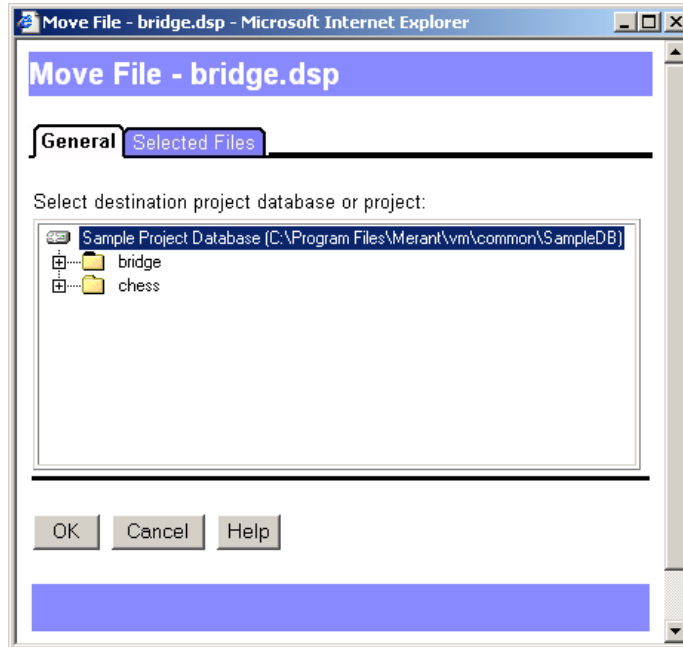 Move File - bridge.dsp - Microsoft Internet Explorer
Move File - bridge.dsp
General Selected Files
Select destination project database or project:
Sample Project Database (C:\Program Files\Merant\vm\common\SampleDB)
bridge
chess
OK Cancel Help